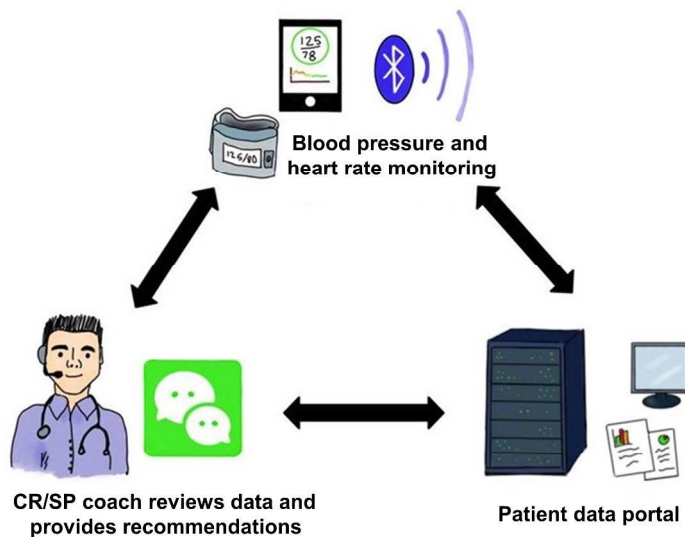 125
78
125/80
Blood pressure and
heart rate monitoring
CR/SP coach reviews data and
provides recommendations
Patient data portal